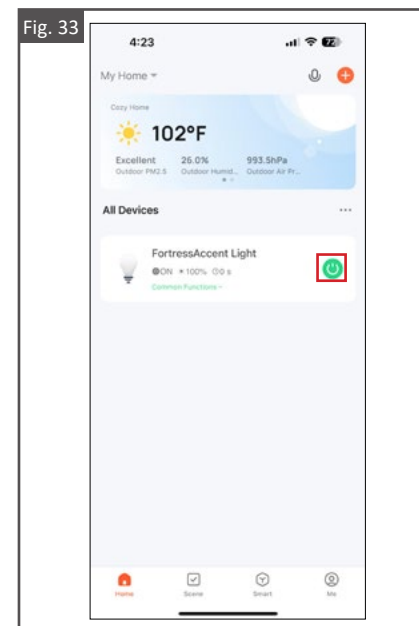 Fig. 33
4:23
72
My Home
Cozy Home
102°F
Excellent 26.0% 993.5hPa
Outdoor PM2.5 Outdoor Humid... Outdoor Air Pr...
All Devices
...
FortressAccent Light
ON 100% 0 s
Common Functions
Home Scene Smart Me